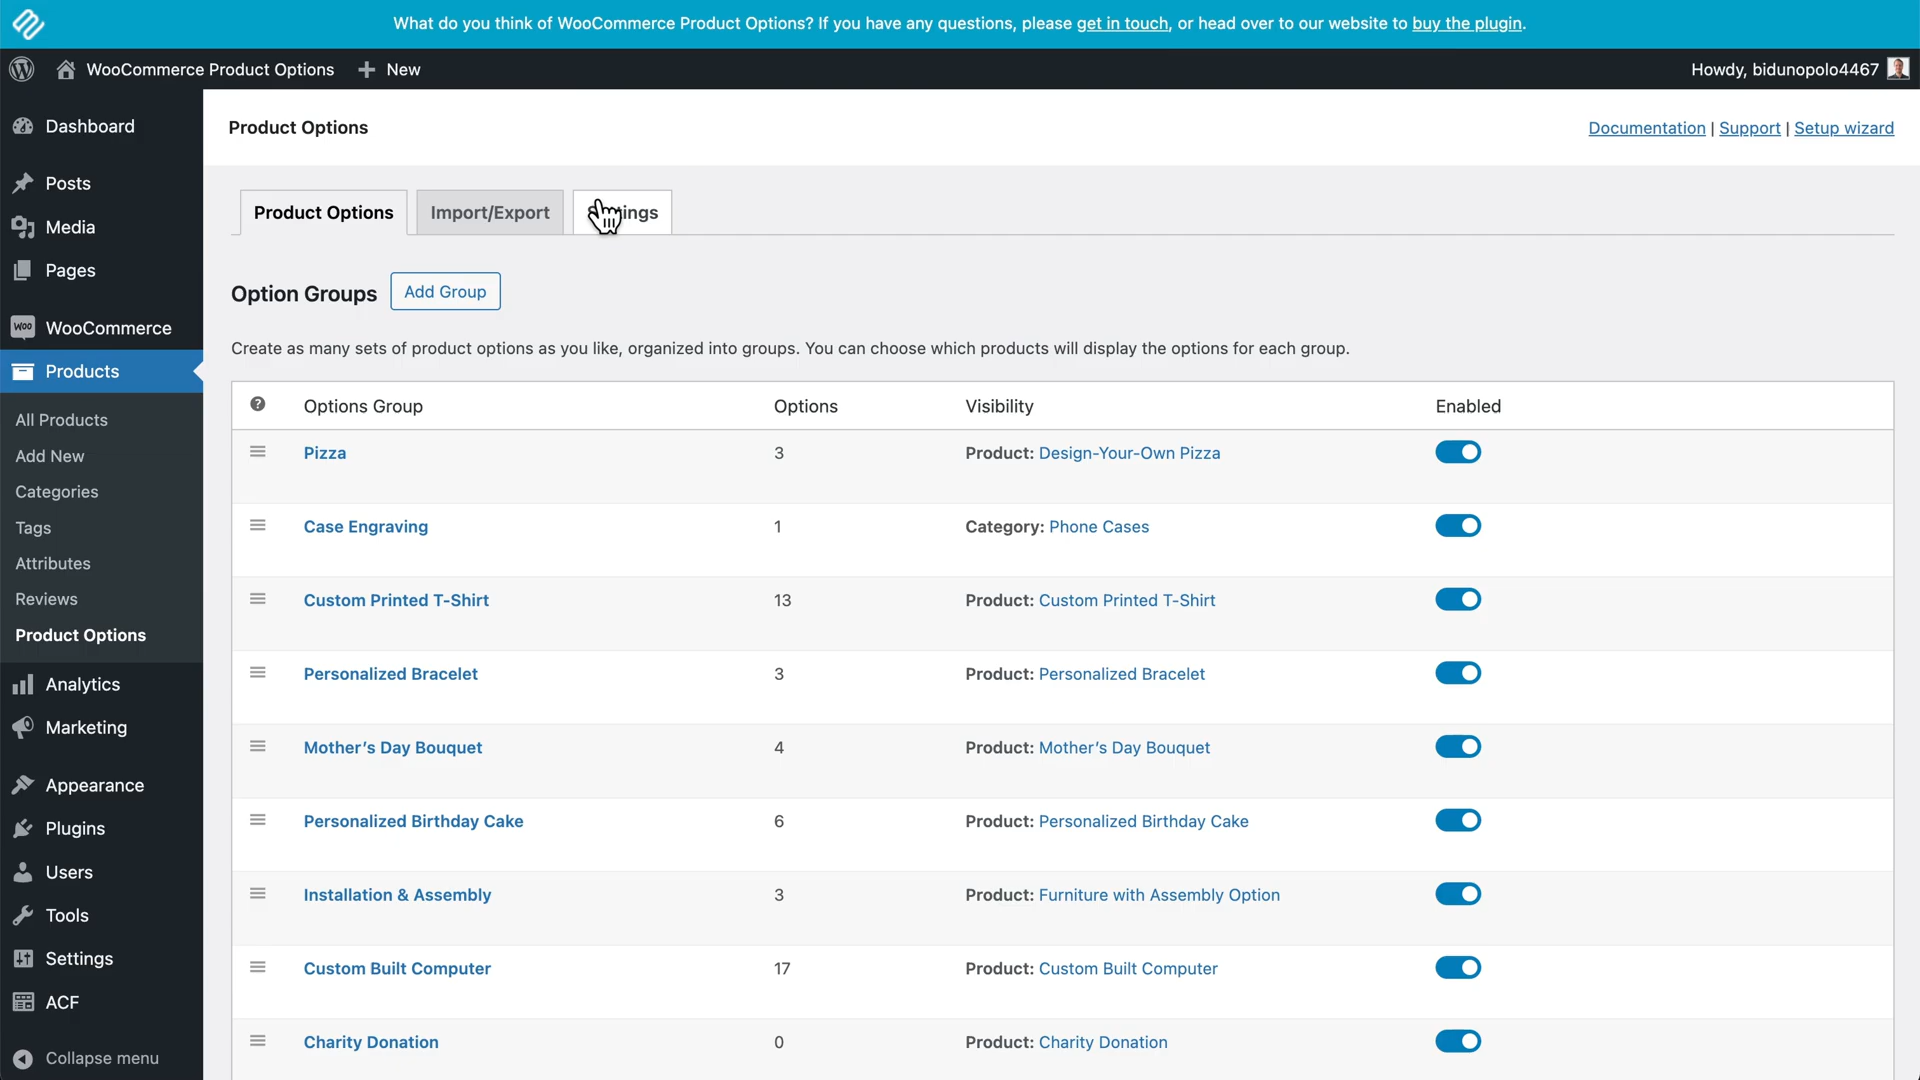 What do you think of WooCommerce Product Options? If you have any questions, please get in touch, or head over to our website to buy the plugin.
WooCommerce Product Options
New
Howdy, bidunopolo4467
Dashboard
Posts
Media
Pages
WooCommerce
Products
All Products
Add New
Categories
Tags
Attributes
Reviews
Product Options
Analytics
Marketing
Appearance
Plugins
Users
Tools
Settings
ACF
Collapse menu
Product Options
Documentation | Support | Setup wizard
Product Options
Import/Export
Option Groups
Add Group
Create as many sets of product options as you like, organized into groups. You can choose which products will display the options for each group.
Options Group Options Visibility Enabled
Pizza 3 Product: Design-Your-Own Pizza
Case Engraving 1 Category: Phone Cases
Custom Printed T-Shirt 13 Product: Custom Printed T-Shirt
Personalized Bracelet 3 Product: Personalized Bracelet
Mother's Day Bouquet 4 Product: Mother's Day Bouquet
Personalized Birthday Cake 6 Product: Personalized Birthday Cake
Installation & Assembly 3 Product: Furniture with Assembly Option
Custom Built Computer 17 Product: Custom Built Computer
Charity Donation 0 Product: Charity Donation